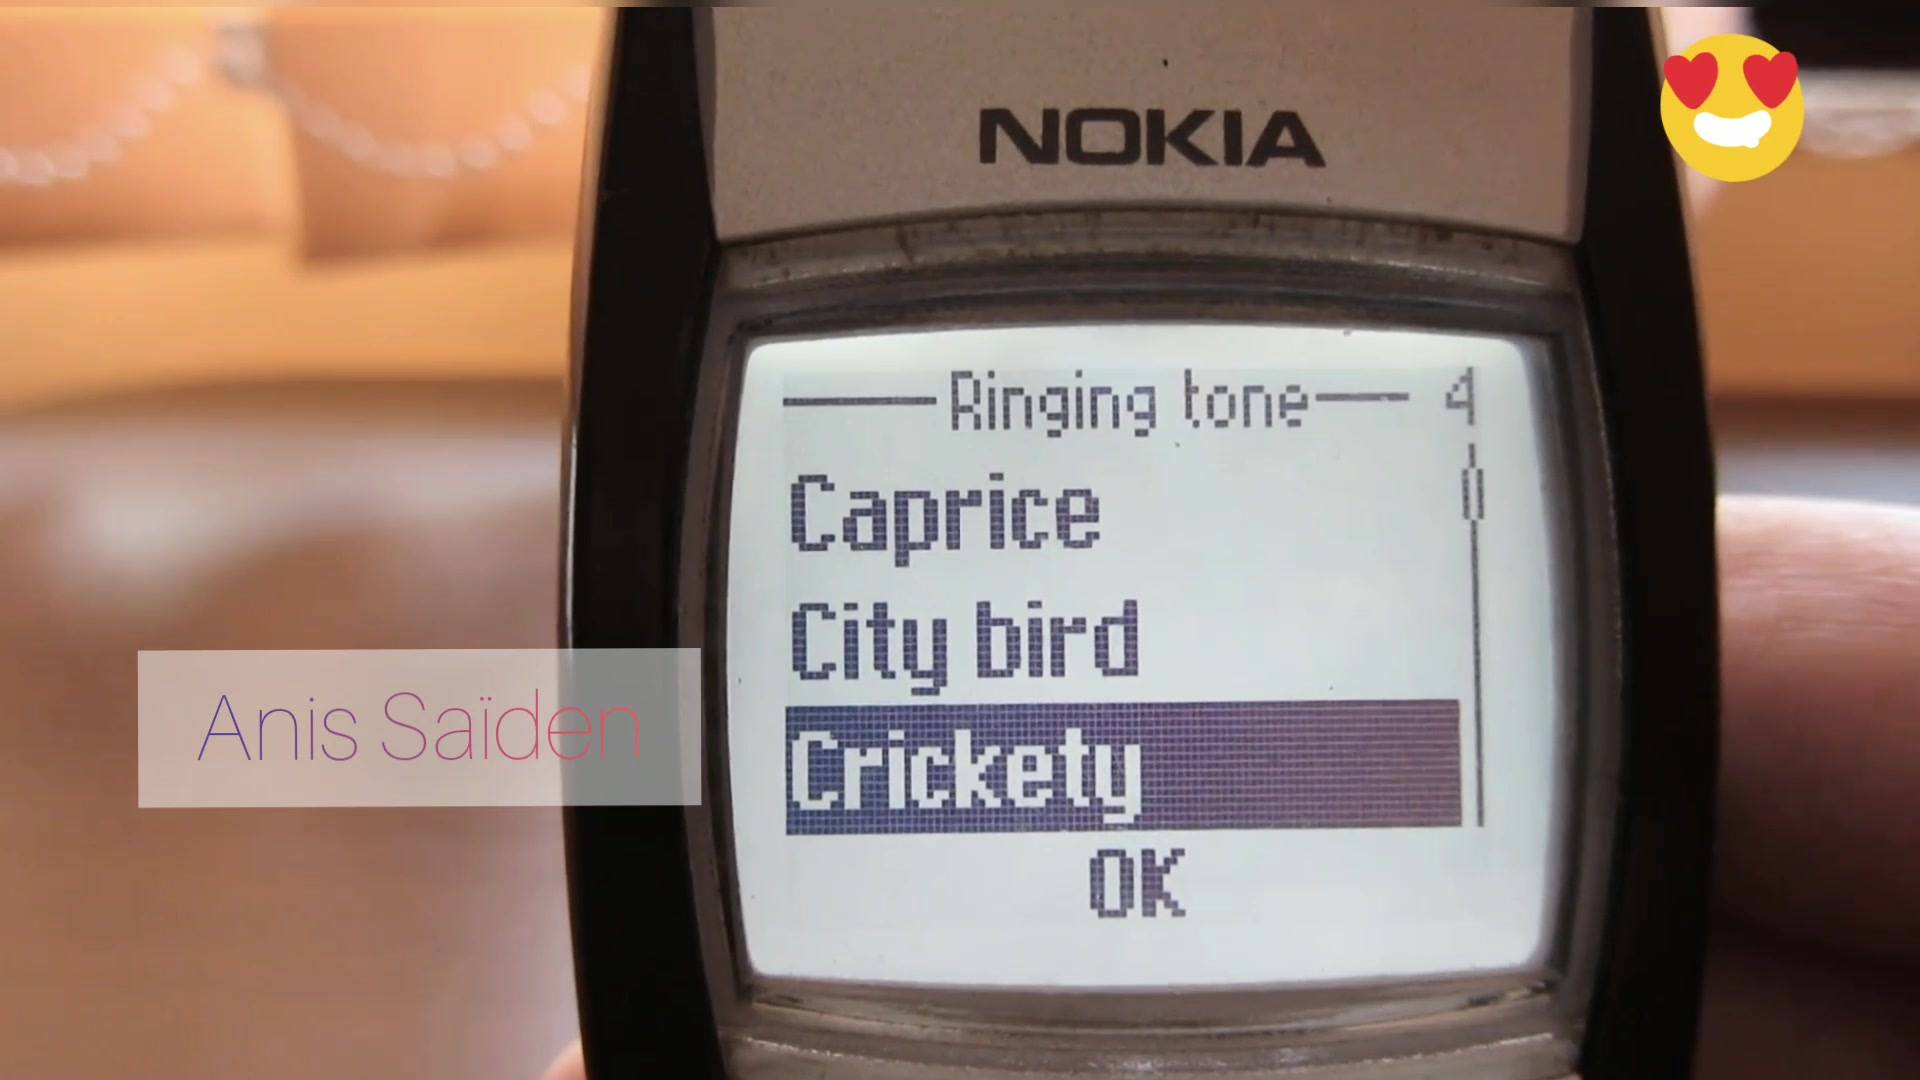 NOKIA
Ringing tone 4
Caprice
City bird
Crickety
OK
Anis Saïden